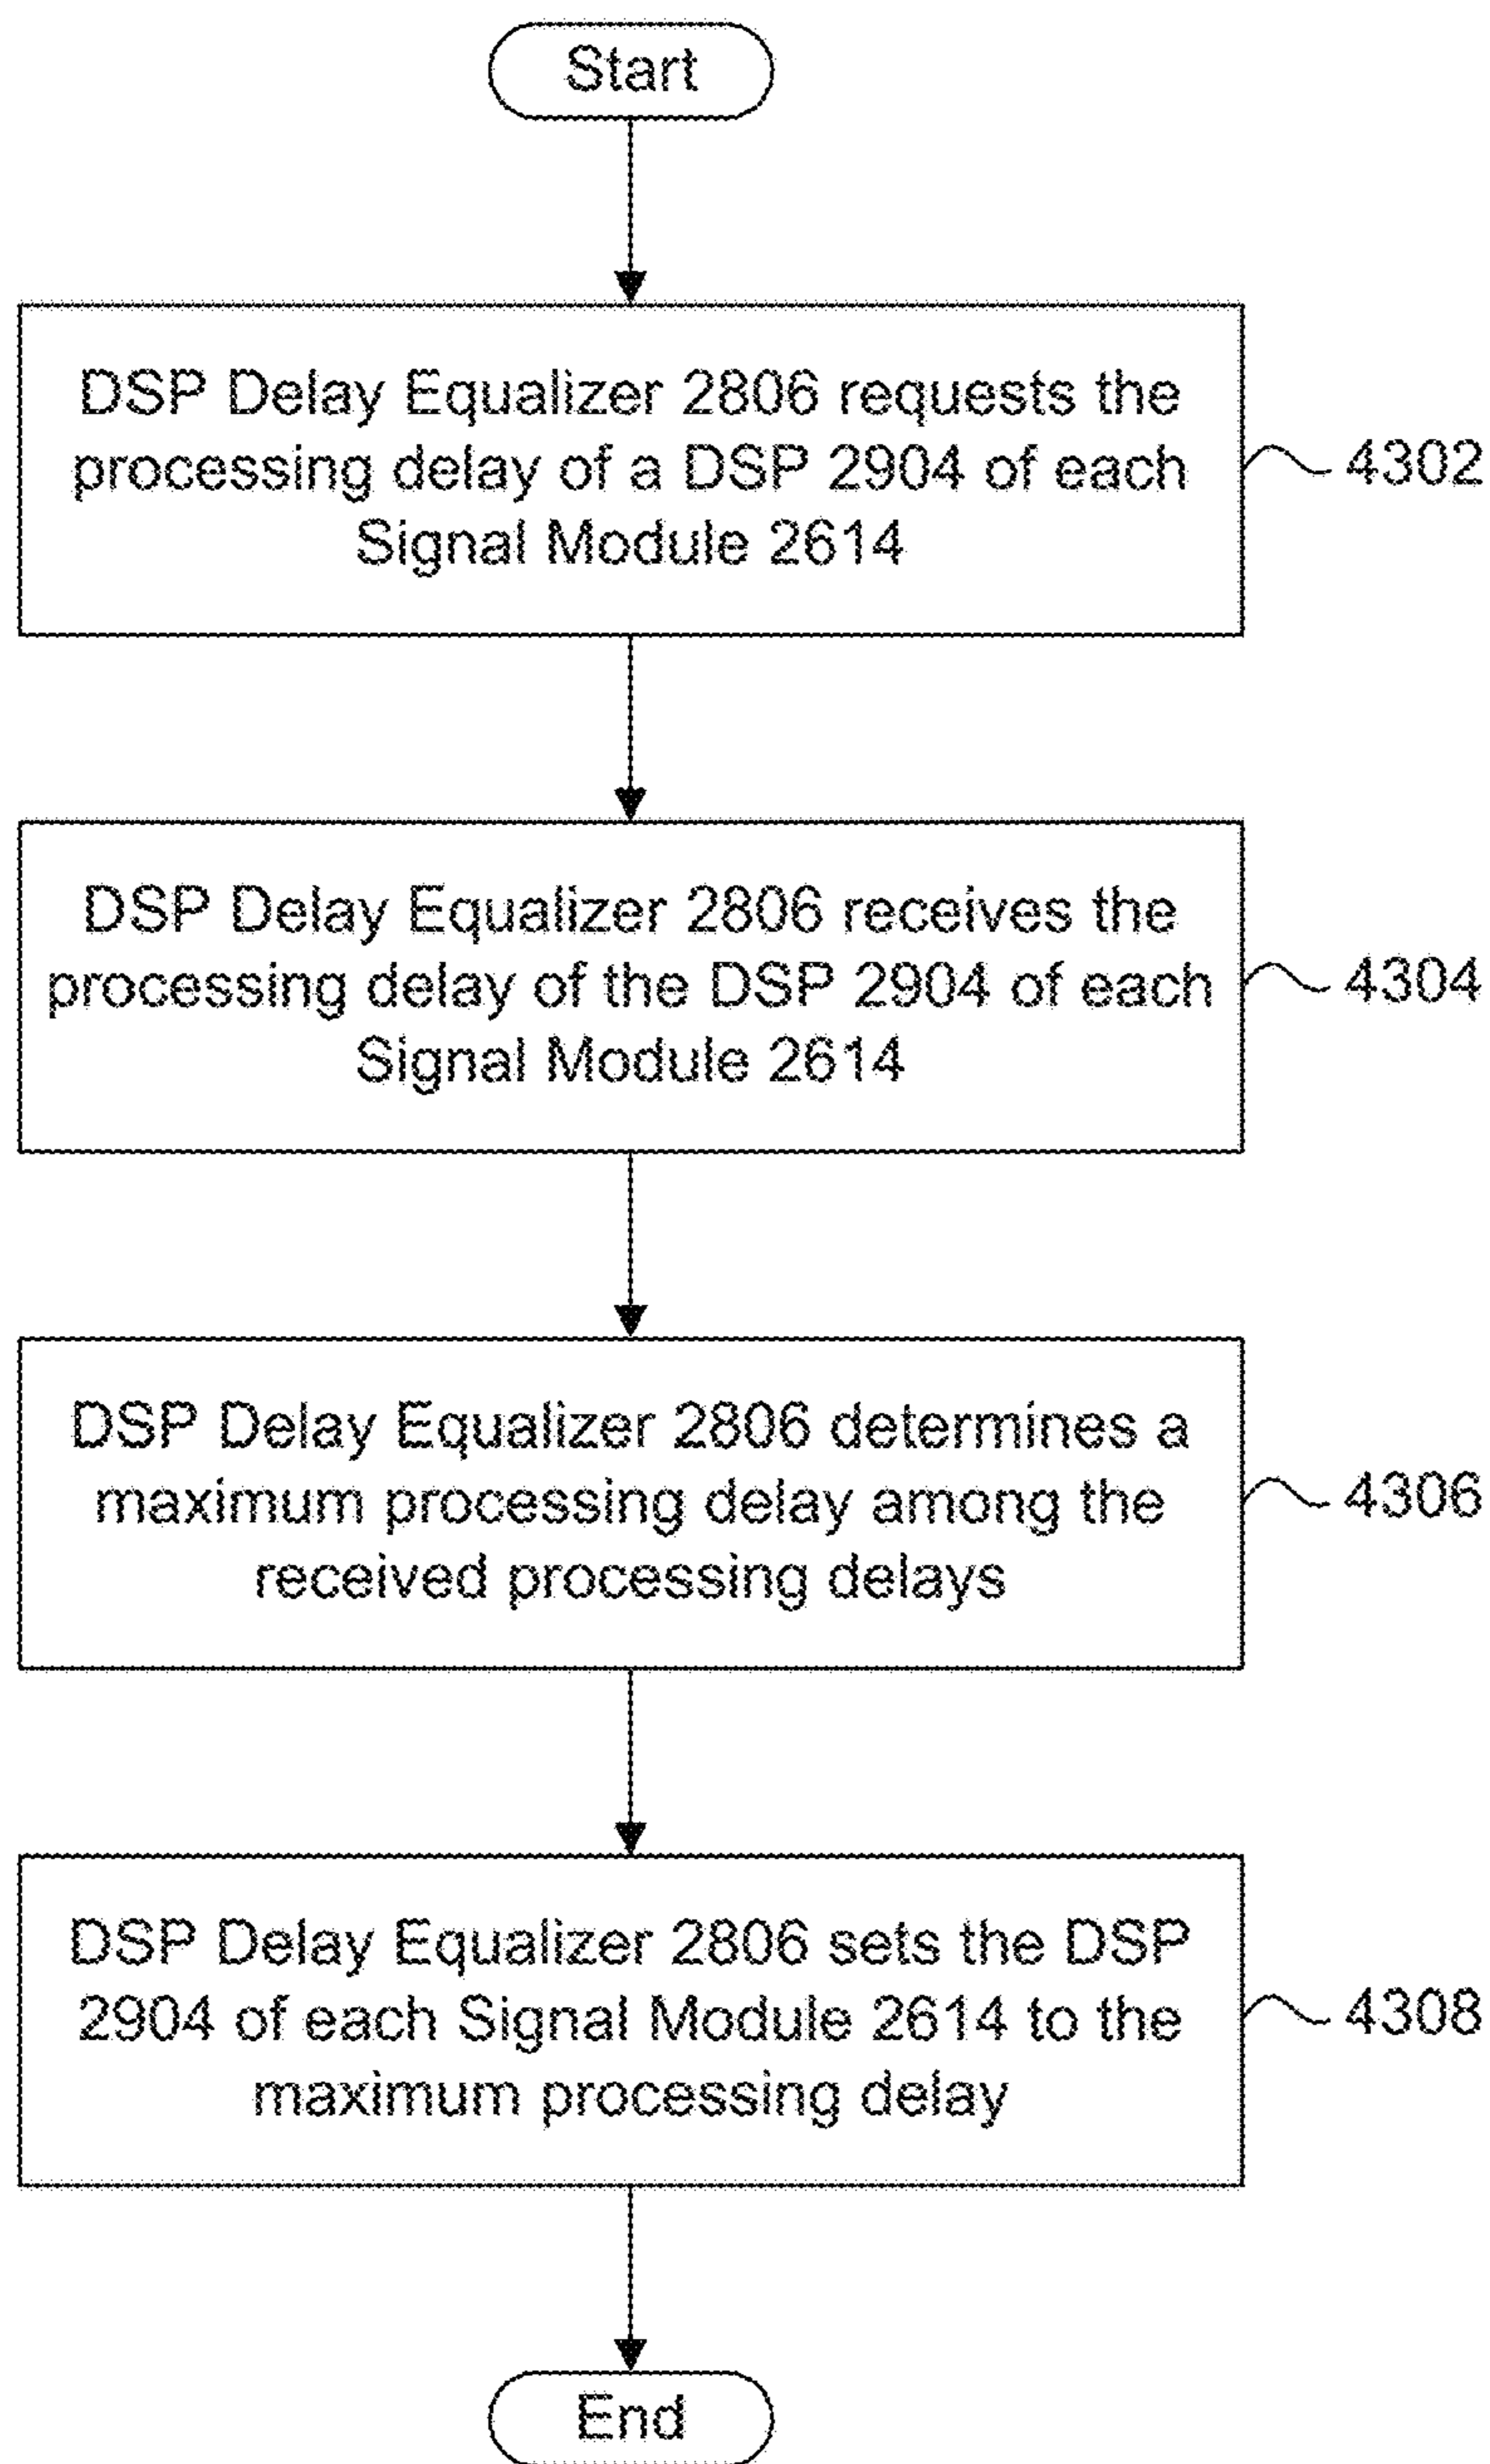 Start
DSP Delay Equalizer 2806 requests the
processing delay of a DSP 2904 of each
Signal Module 2614
4302
DSP Delay Equalizer 2806 receives the
processing delay of the DSP 2904 of each
Signal Module 2614
4304
DSP Delay Equalizer 2806 determines a
maximum processing delay among the
received processing delays
4306
DSP Delay Equalizer 2806 sets the DSP
2904 of each Signal Module 2614 to the
maximum processing delay
4308
End